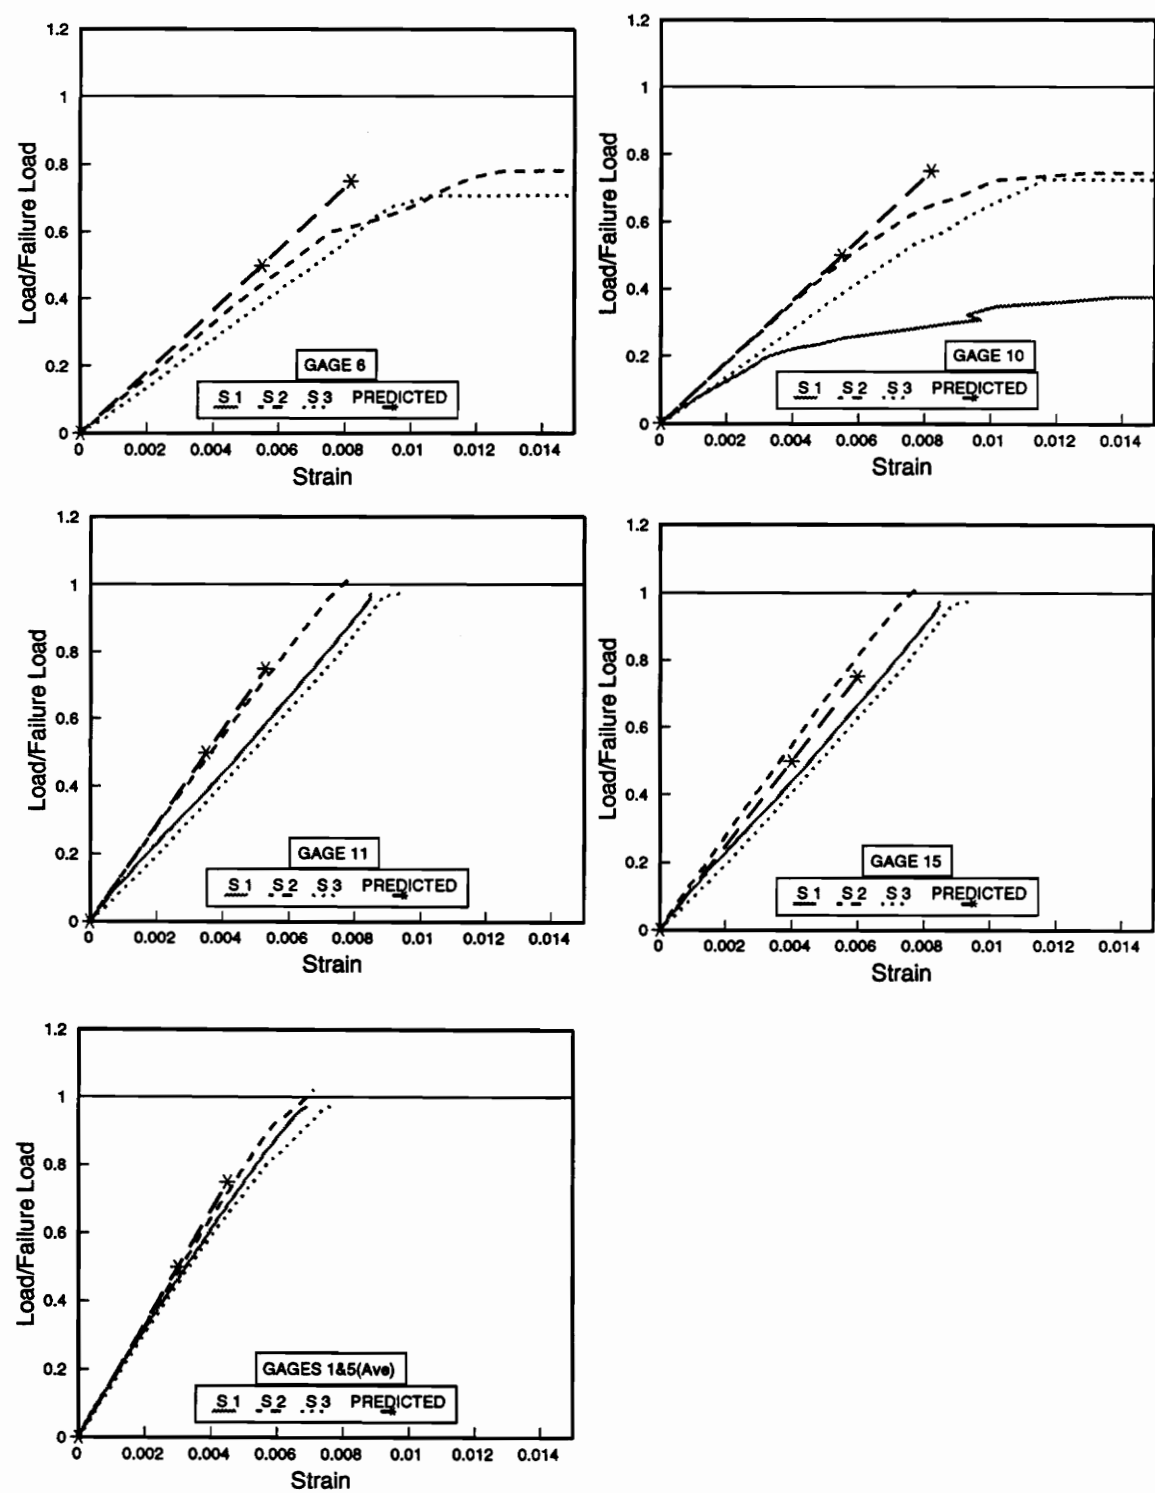 1.2
1
0.8
0.6
0.4
0.2
0
Load/Failure Load
GAGE 6
S 1 S 2 S 3 PREDICTED
0 0.002 0.004 0.006 0.008 0.01 0.012 0.014
Strain
1.2
1
0.8
0.6
0.4
0.2
0
Load/Failure Load
GAGE 10
S 1 S 2 S 3 PREDICTED
0 0.002 0.004 0.006 0.008 0.01 0.012 0.014
Strain
1.2
1
0.8
0.6
0.4
0.2
0
Load/Failure Load
GAGE 11
S 1 S 2 S 3 PREDICTED
0 0.002 0.004 0.006 0.008 0.01 0.012 0.014
Strain
1.2
1
0.8
0.6
0.4
0.2
0
Load/Failure Load
GAGE 15
S 1 S 2 S 3 PREDICTED
0 0.002 0.004 0.006 0.008 0.01 0.012 0.014
Strain
1.2
1
0.8
0.6
0.4
0.2
0
Load/Failure Load
GAGES 1&5(Ave)
S 1 S 2 S 3 PREDICTED
0 0.002 0.004 0.006 0.008 0.01 0.012 0.014
Strain